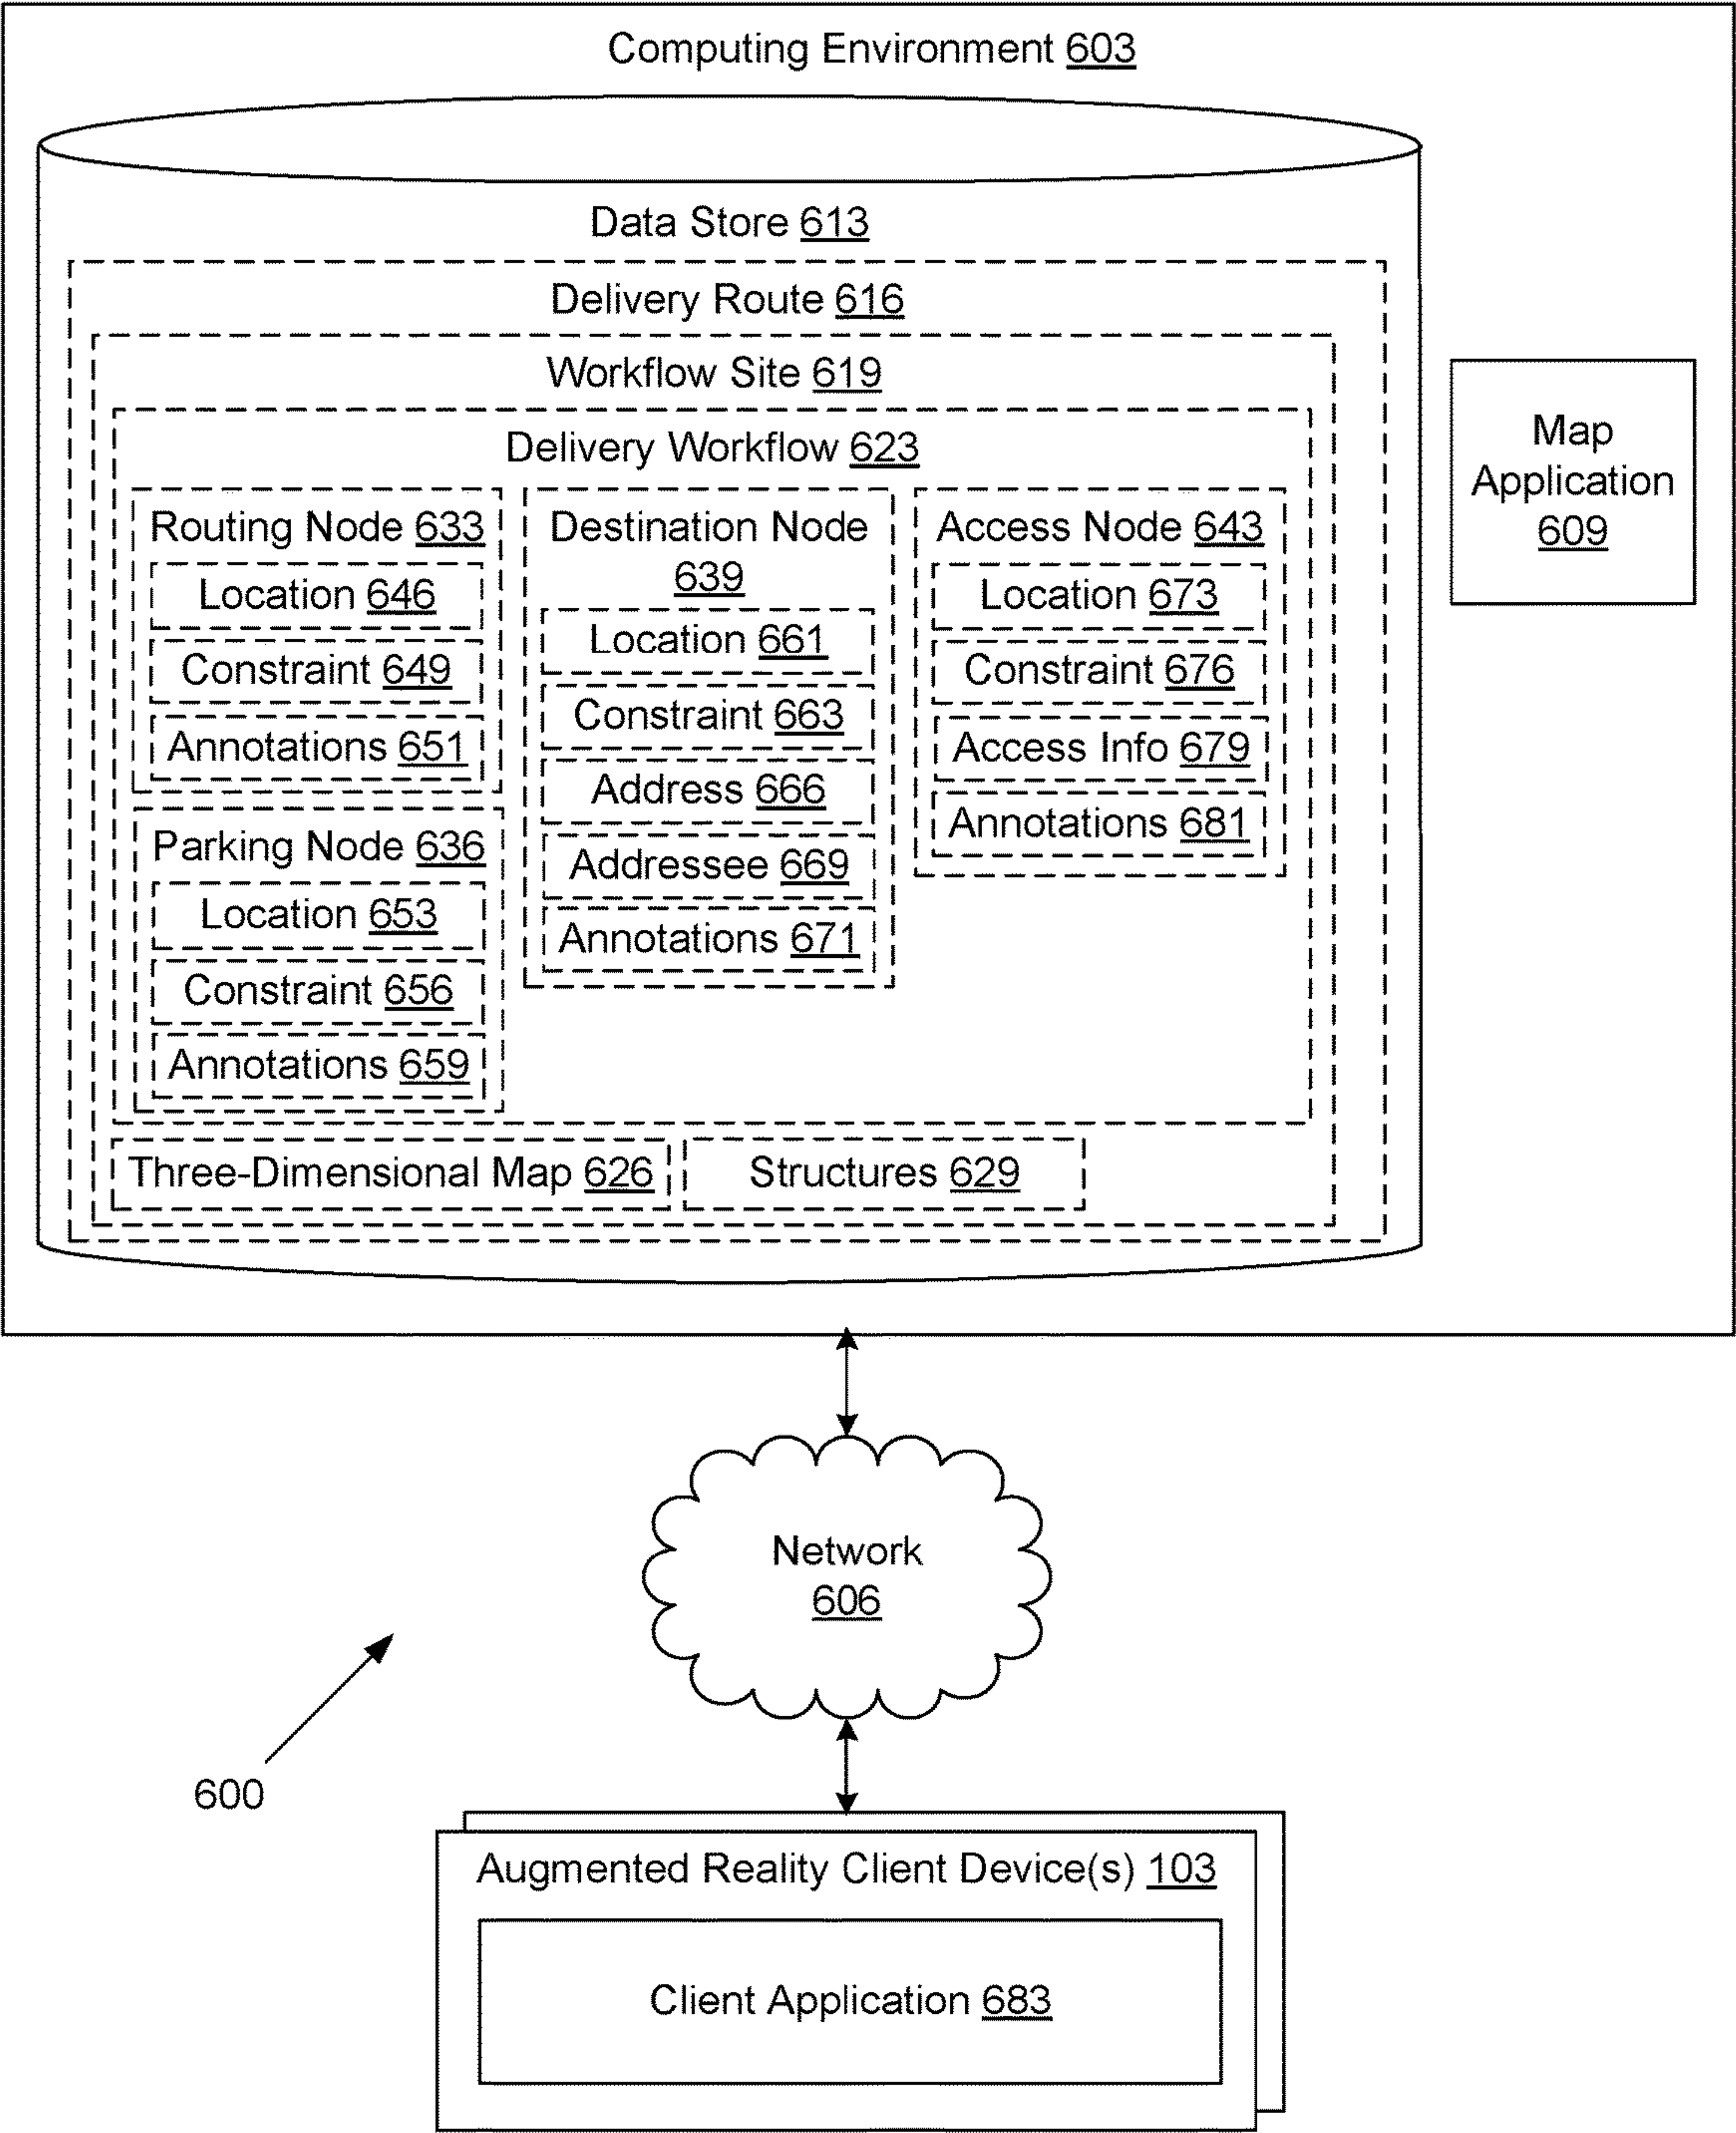 Computing Environment 603
Data Store 613
Delivery Route 616
Workflow Site 619
Delivery Workflow 623
Routing Node 633
Location 646
Constraint 649
Annotations 651
Parking Node 636
Location 653
Constraint 656
Annotations 659
Destination Node
639
Location 661
Constraint 663
Address 666
Addressee 669
Annotations 671
Access Node 643
Location 673
Constraint 676
Access Info 679
Annotations 681
Three-Dimensional Map 626
Structures 629
Map
Application
609
Network
606
600
Augmented Reality Client Device(s) 103
Client Application 683